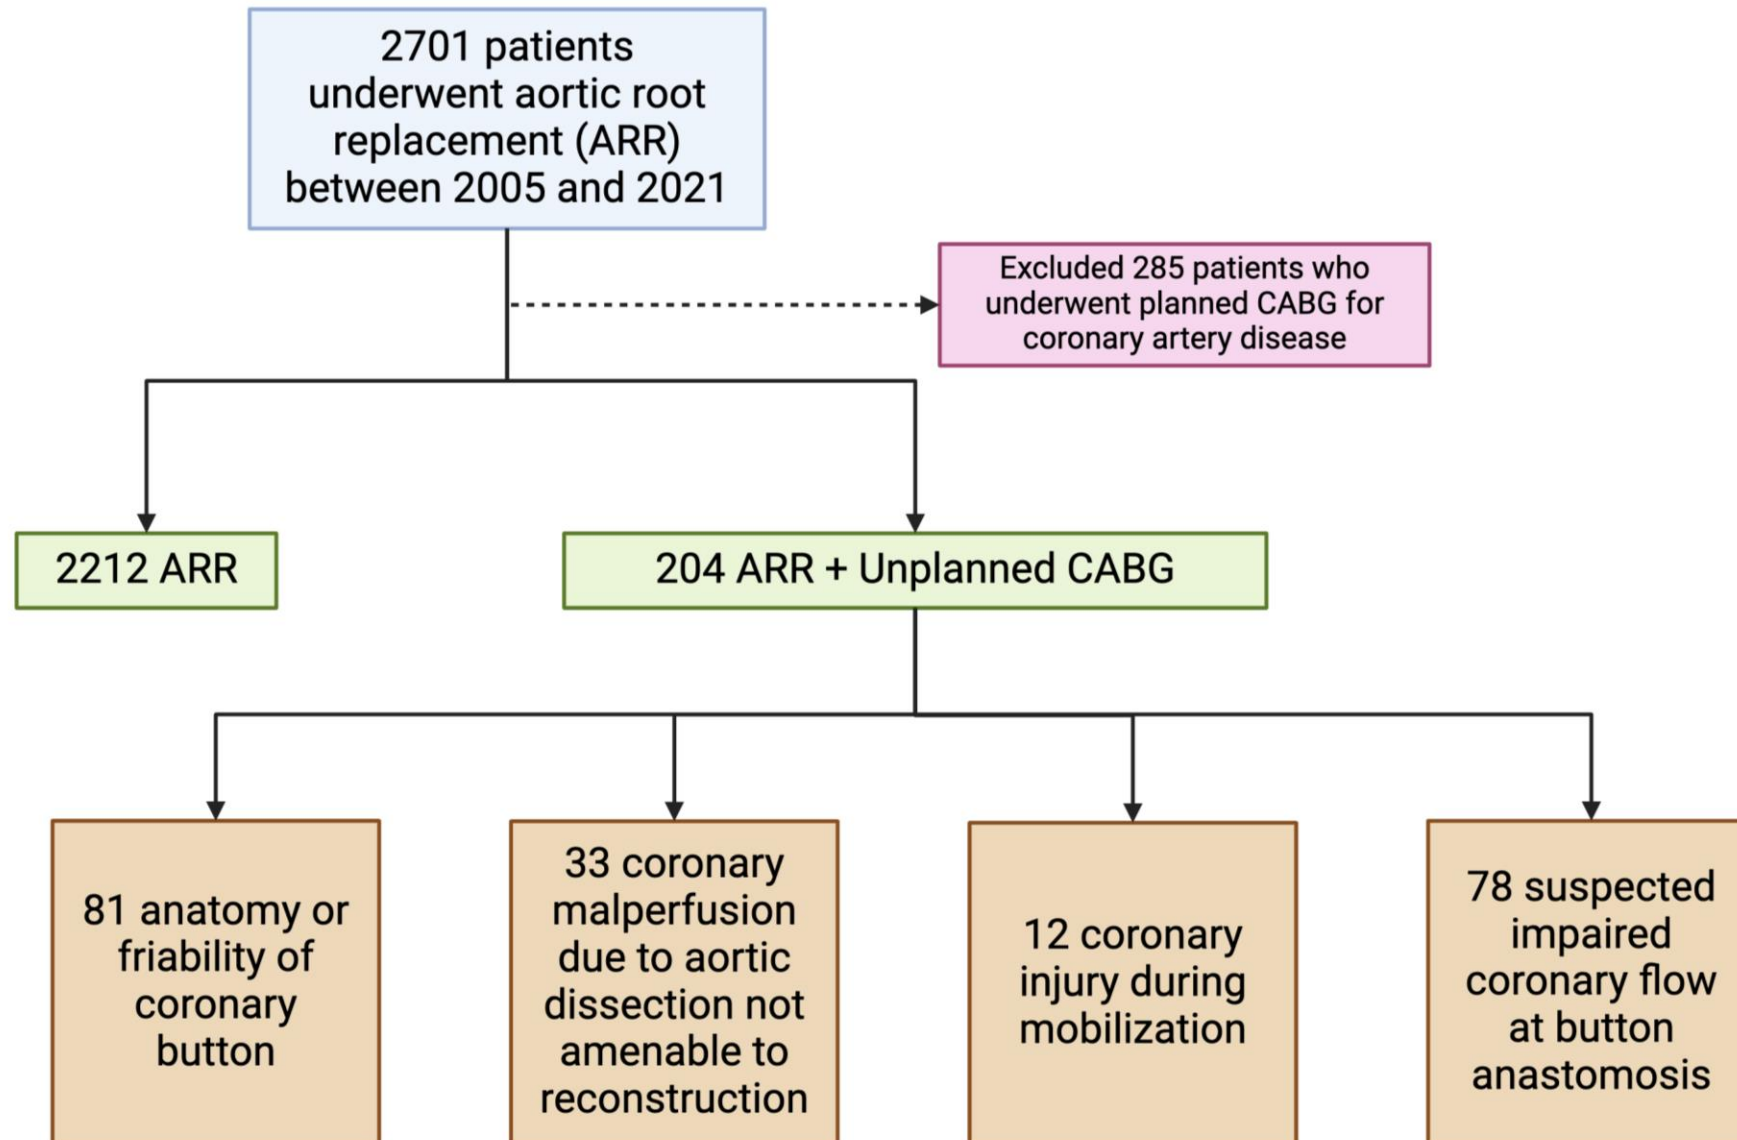 2701 patients
underwent aortic root
replacement (ARR)
between 2005 and 2021
Excluded 285 patients who
underwent planned CABG for
coronary artery disease
2212 ARR
204 ARR + Unplanned CABG
81 anatomy or
friability of
coronary
button
33 coronary
malperfusion
due to aortic
dissection not
amenable to
reconstruction
12 coronary
injury during
mobilization
78 suspected
impaired
coronary flow
at button
anastomosis